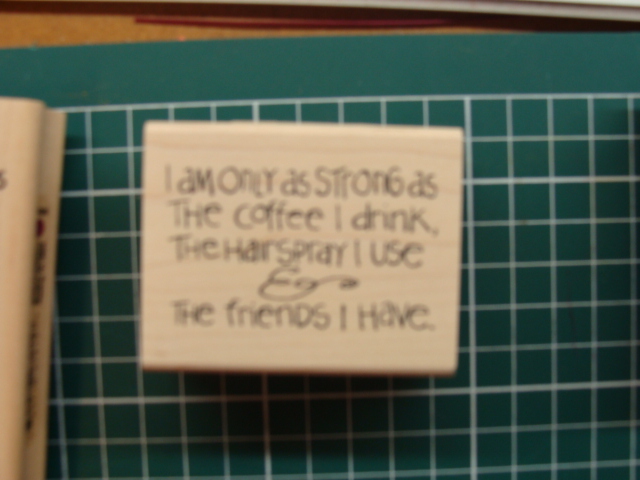 I am only as strong as
The coffee I drink,
The Hairspray I use
&
The friends I Have.